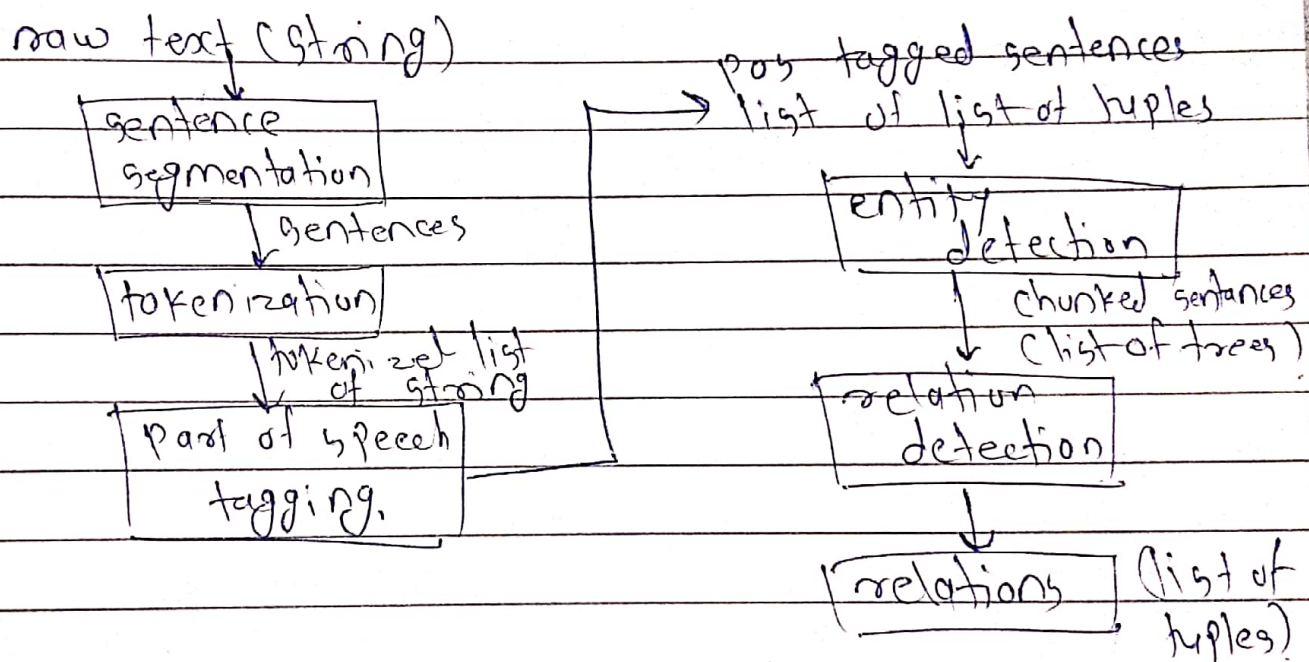 raw text (string)
sentence
segmentation
sentences
tokenization
tokenized list
of string
part of speech
tagging.
pos tagged sentences
list of list of tuples
entity
detection
chunked sentances
(list of trees)
relation
detection
relations
(list of
tuples)